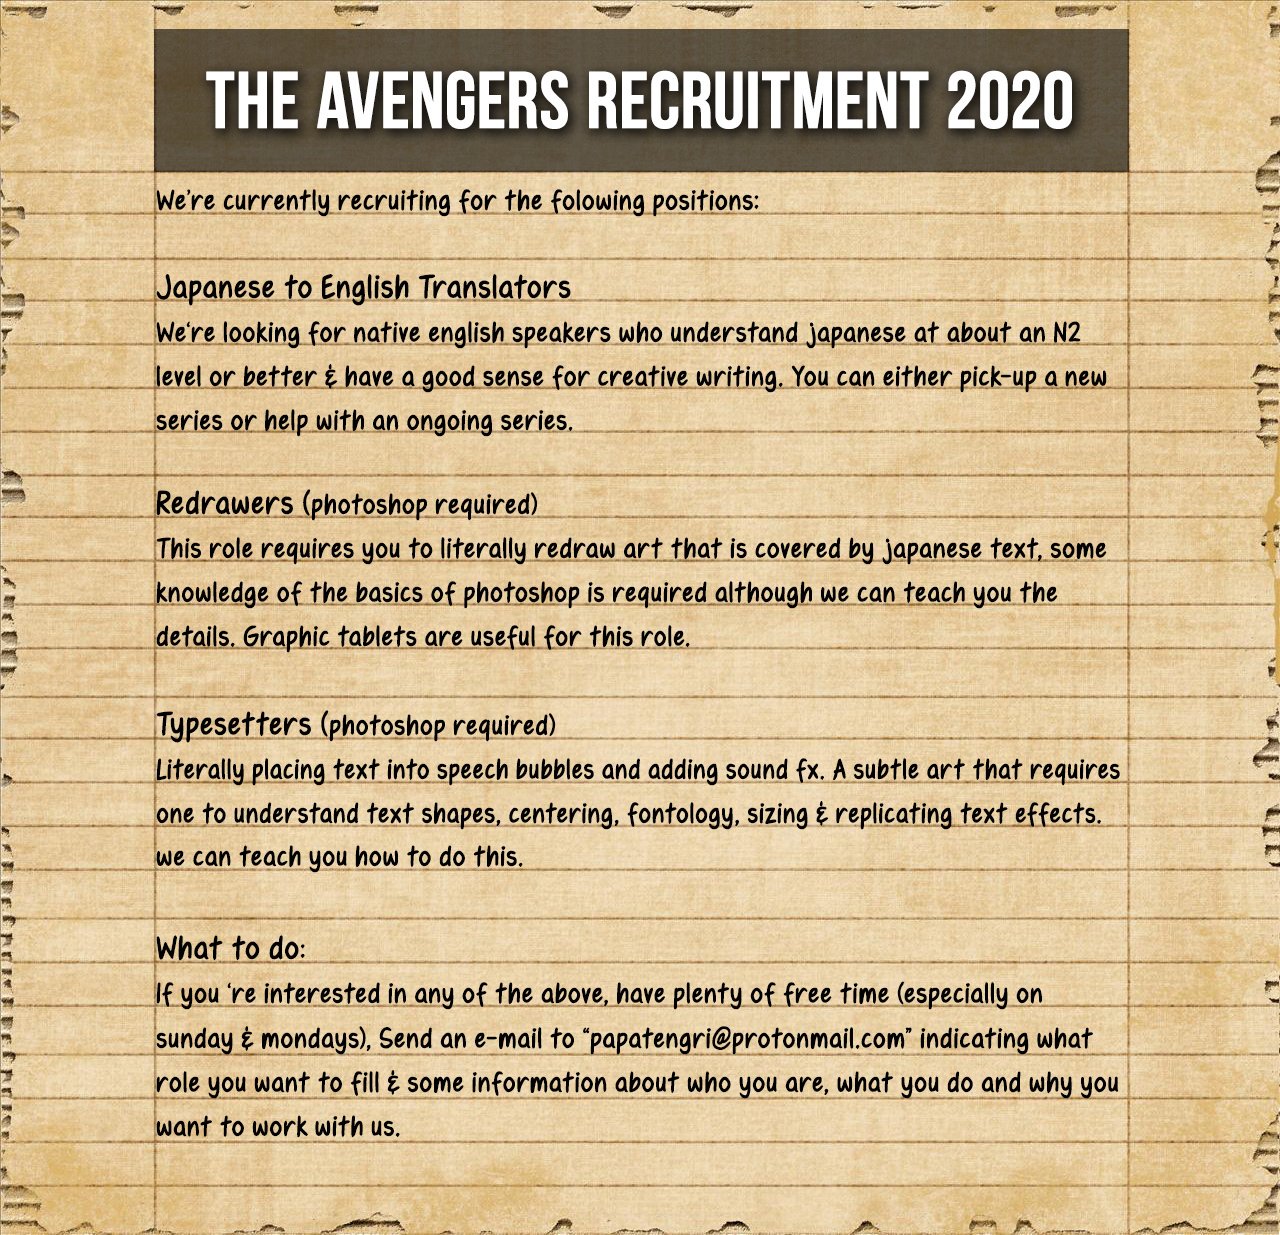 THE AVENGERS RECRUITMENT 2020
We're currently recruiting for the folowing positions:
Japanese to English Translators
We're looking for native english speakers who understand japanese at about an N2
level or better & have a good sense for creative writing. You can either pick-up a new
series or help with an ongoing series.
Redrawers (photoshop required)
This role requires you to literally redraw art that is covered by japanese text, some
knowledge of the basics of photoshop is required although we can teach you the
details. Graphic tablets are useful for this role.
Typesetters (photoshop required)
Literally placing text into speech bubbles and adding sound fx. A subtle art that requires
one to understand text shapes, centering, fontology, sizing & replicating text effects.
we can teach you how to do this.
What to do:
If you 're interested in any of the above, have plenty of free time (especially on
sunday & mondays), Send an e-mail to “papatengri@protonmail.com” indicating what
role you want to fill & some information about who you are, what you do and why you
want to work with us.